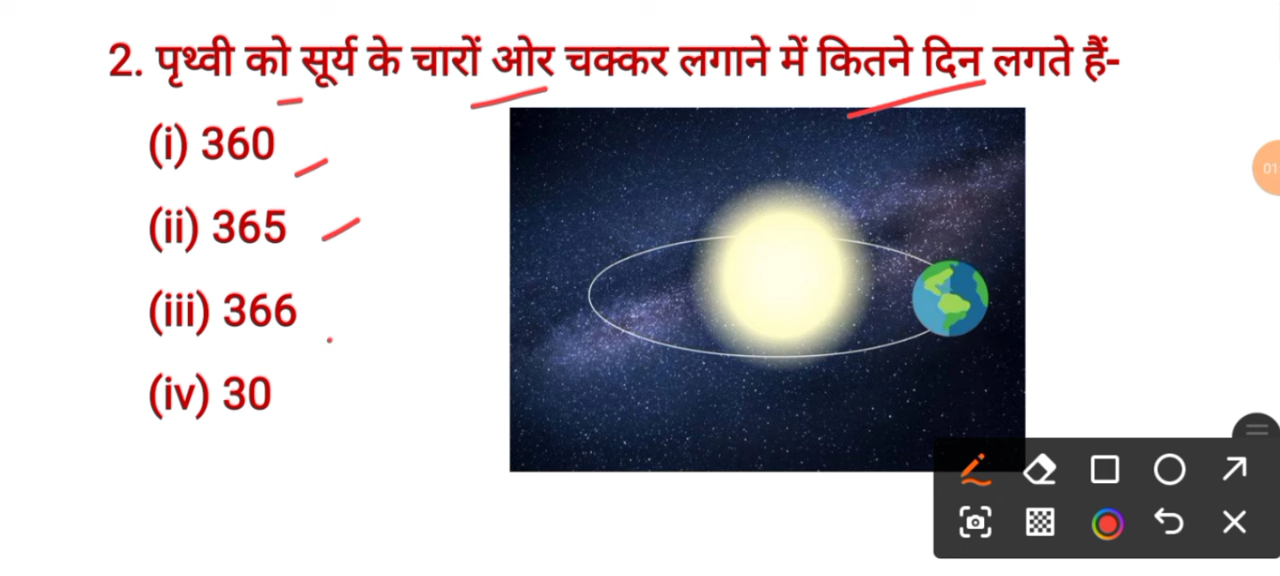 2. पृथ्वी को सूर्य के चारों ओर चक्कर लगाने में कितने दिन लगते हैं-
(i) 360
(ii) 365
(iii) 366
(iv) 30